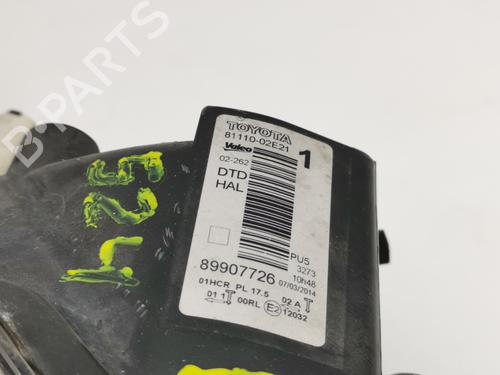 TOYOTA
81110-02E21
Valeo
02-262
1
DTD
HAL
PU5
3273
10h48
89907726 07/03/2014
01HCR PL 17.5 02 A
01 1 00RL E2 12032
B-PARTS